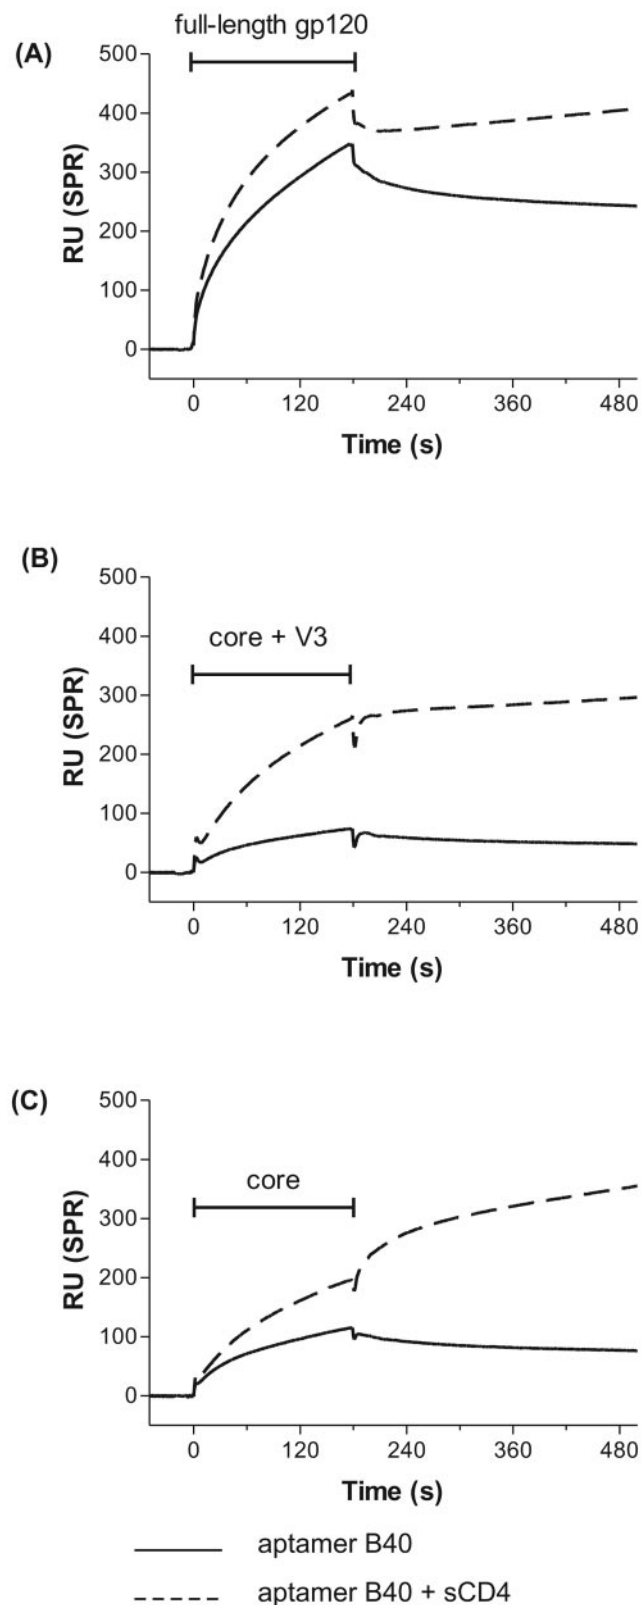 (A)
full-length gp120
500
400
300
200
100
0
RU (SPR)
0 120 240 360 480
Time (s)
(B)
core + V3
500
400
300
200
100
0
RU (SPR)
0 120 240 360 480
Time (s)
(C)
core
500
400
300
200
100
0
RU (SPR)
0 120 240 360 480
Time (s)
aptamer B40
aptamer B40 + sCD4